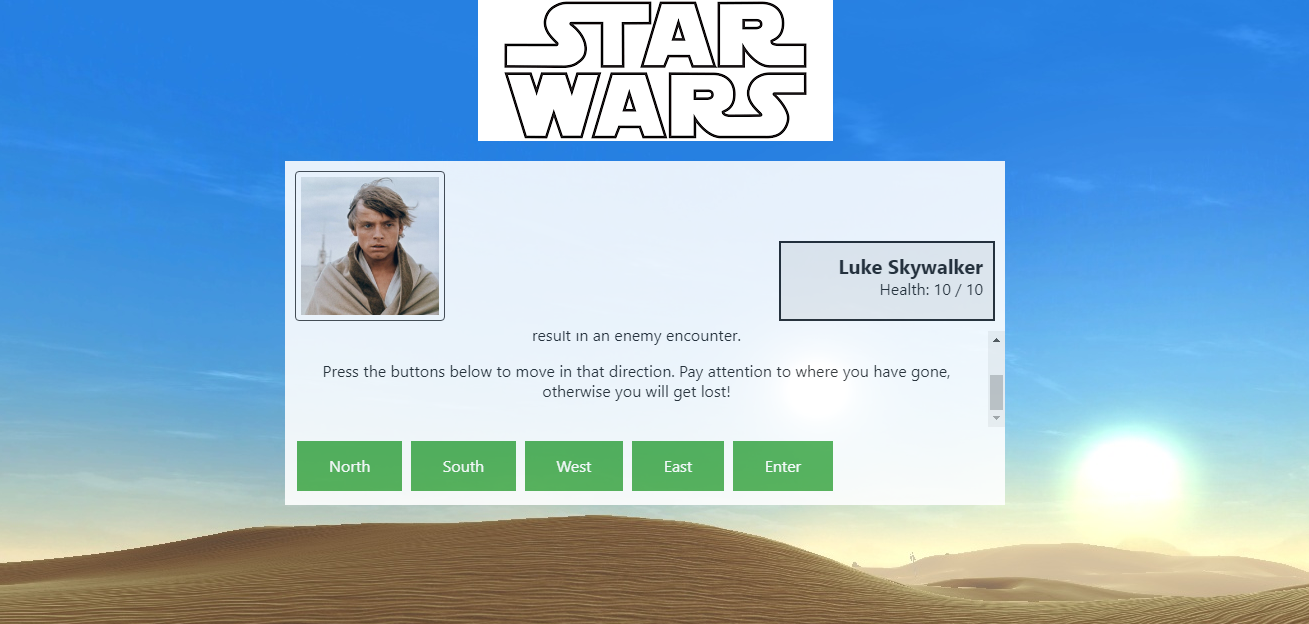 STAR
WARS
Luke Skywalker
Health: 10 / 10
result in an enemy encounter.
Press the buttons below to move in that direction. Pay attention to where you have gone,
otherwise you will get lost!
North South West East Enter